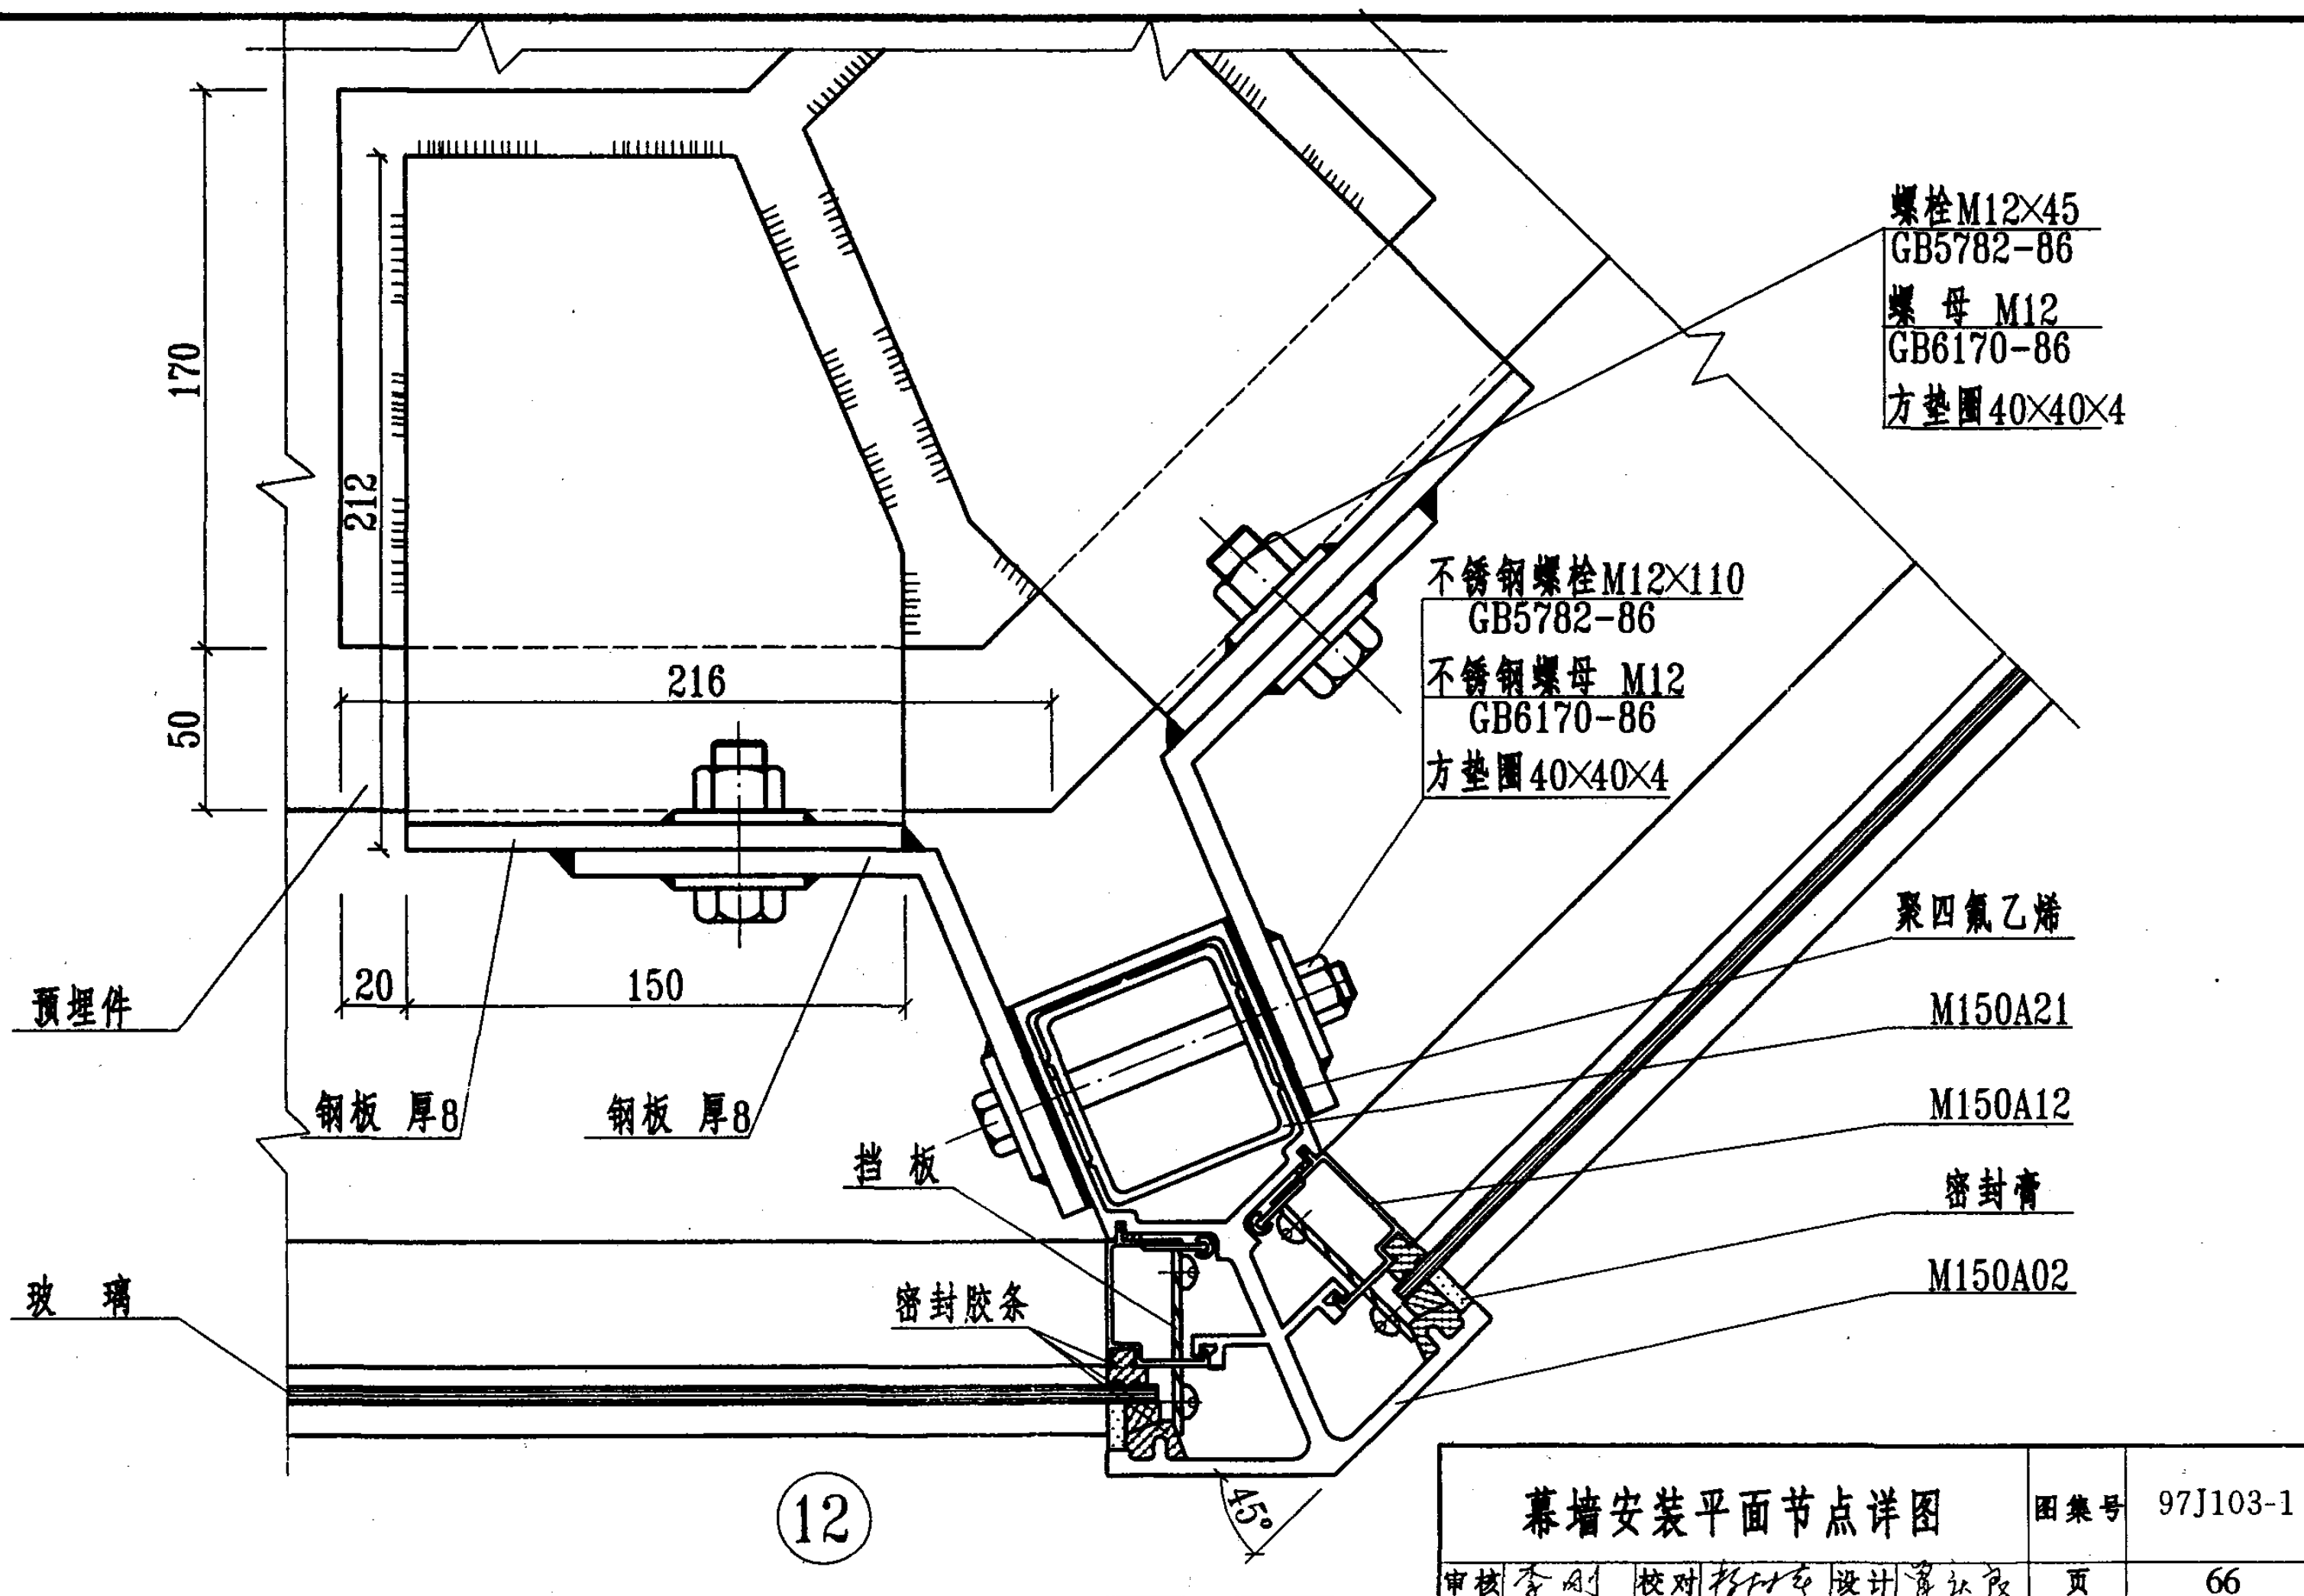 螺栓M12×45
GB5782-86
螺 母 M12
GB6170-86
方垫圈40×40×4
170
212
不锈钢螺栓M12×110
GB5782-86
不锈钢螺母 M12
GB6170-86
方垫圈40×40×4
216
50
聚四氟乙烯
20
150
预埋件
M150A21
钢板 厚8
钢板 厚8
M150A12
挡 板
密封膏
M150A02
玻 璃
密封胶条
12
45°
幕墙安装平面节点详图
图集号
97J103-1
审核
李刚
校对
设计
页
66